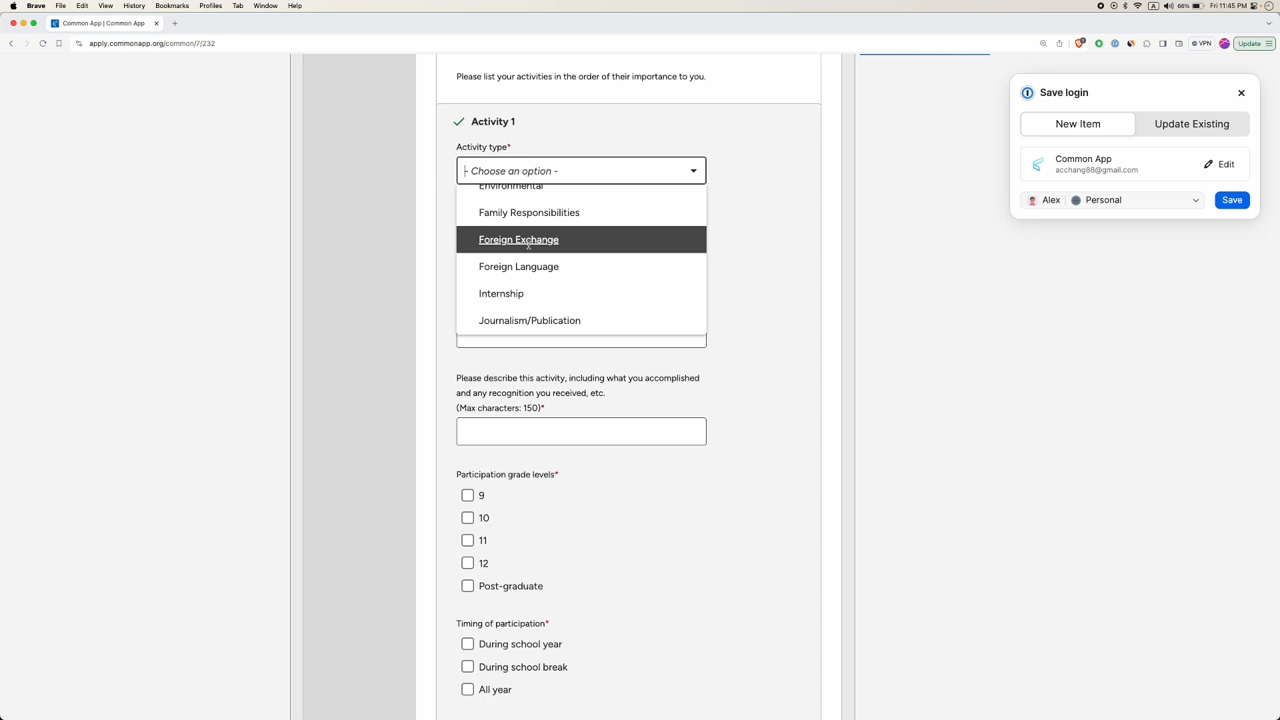 Brave File Edit View History Bookmarks Profiles Tab Window Help
A 66% Fri 11:45 PM
Common App | Common App
apply.commonapp.org/common/7/232
VPN Update
Please list your activities in the order of their importance to you.
Save login
New Item Update Existing
Common App
acchang88@gmail.com
Edit
Alex Personal
Save
Activity 1
Activity type*
- Choose an option -
Environmental
Family Responsibilities
Foreign Exchange
Foreign Language
Internship
Journalism/Publication
Please describe this activity, including what you accomplished
and any recognition you received, etc.
(Max characters: 150)*
Participation grade levels*
9
10
11
12
Post-graduate
Timing of participation*
During school year
During school break
All year